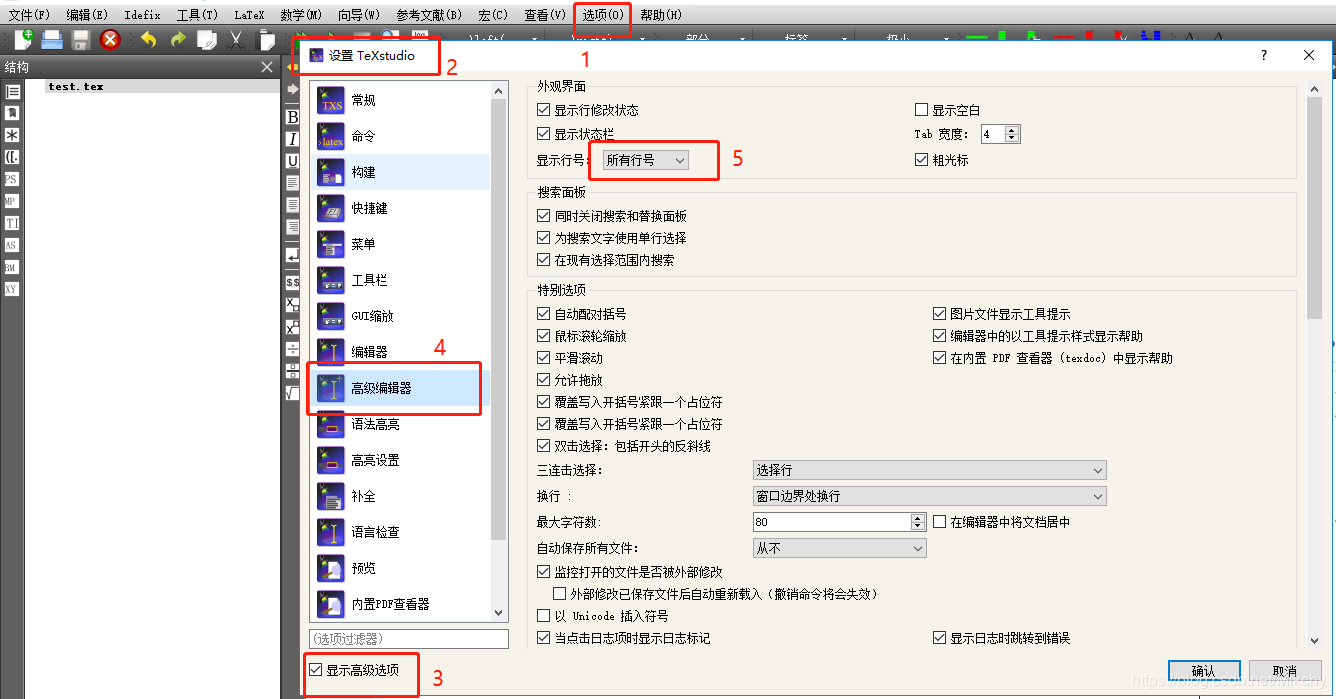 文件(F) 编辑(E) Idefix 工具(T) LaTeX 数学(M) 向导(W) 参考文献(B) 宏(C) 查看(V) 选项(O) 帮助(H)
1
结构
test.tex
B
I
U
PS
MP
TI
AS
BM
XY
$$
设置 TeXstudio
2
?
常规
命令
构建
快捷键
菜单
工具栏
GUI缩放
编辑器
4
高级编辑器
语法高亮
高亮设置
补全
语言检查
预览
内置PDF查看器
(选项过滤器)
显示高级选项
3
外观界面
显示行修改状态
显示空白
显示状态栏
Tab 宽度: 4
显示行号: 所有行号
5
粗光标
搜索面板
同时关闭搜索和替换面板
为搜索文字使用单行选择
在现有选择范围内搜索
特别选项
自动配对括号
图片文件显示工具提示
鼠标滚轮缩放
编辑器中的以工具提示样式显示帮助
平滑滚动
在内置 PDF 查看器 (texdoc) 中显示帮助
允许拖放
覆盖写入开括号紧跟一个占位符
覆盖写入开括号紧跟一个占位符
双击选择: 包括开头的反斜线
三连击选择: 选择行
换行 : 窗口边界处换行
最大字符数: 80
在编辑器中将文档居中
自动保存所有文件: 从不
监控打开的文件是否被外部修改
外部修改已保存文件后自动重新载入 (撤销命令将会失效)
以 Unicode 插入符号
当点击日志项时显示日志标记
显示日志时跳转到错误
确认 取消